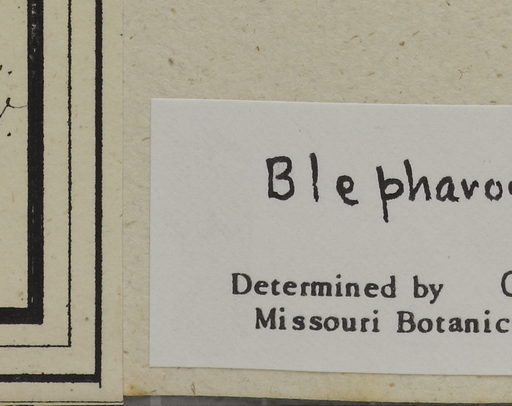 Blepharo
Determined by
Missouri Botanic